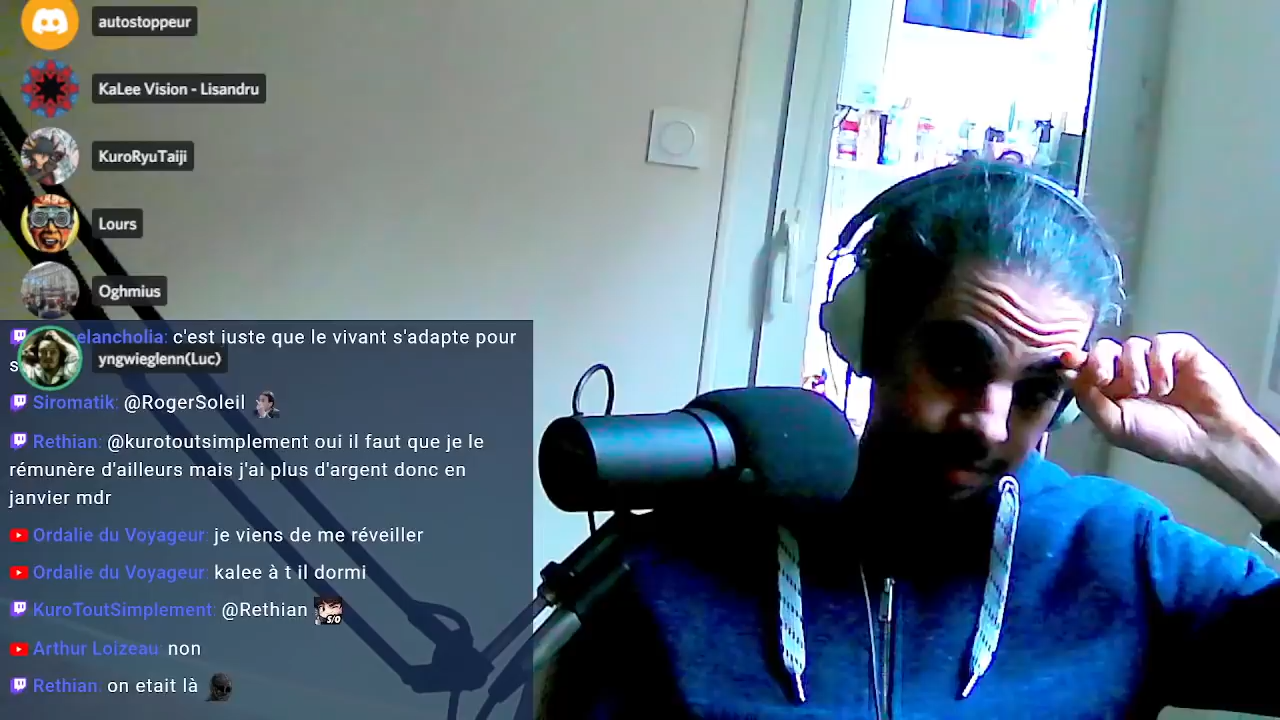 autostoppeur
KaLee Vision - Lisandru
KuroRyuTaiji
Lours
Oghmius
elancholia: c'est juste que le vivant s'adapte pour
s
yngwieglenn(Luc)
Siromatik: @RogerSoleil
Rethian: @kurotoutsimplement oui il faut que je le
rémunère d'ailleurs mais j'ai plus d'argent donc en
janvier mdr
Ordalie du Voyageur: je viens de me réveiller
Ordalie du Voyageur: kalee à t il dormi
KuroToutSimplement: @Rethian
S/O
Arthur Loizeau: non
Rethian: on etait là